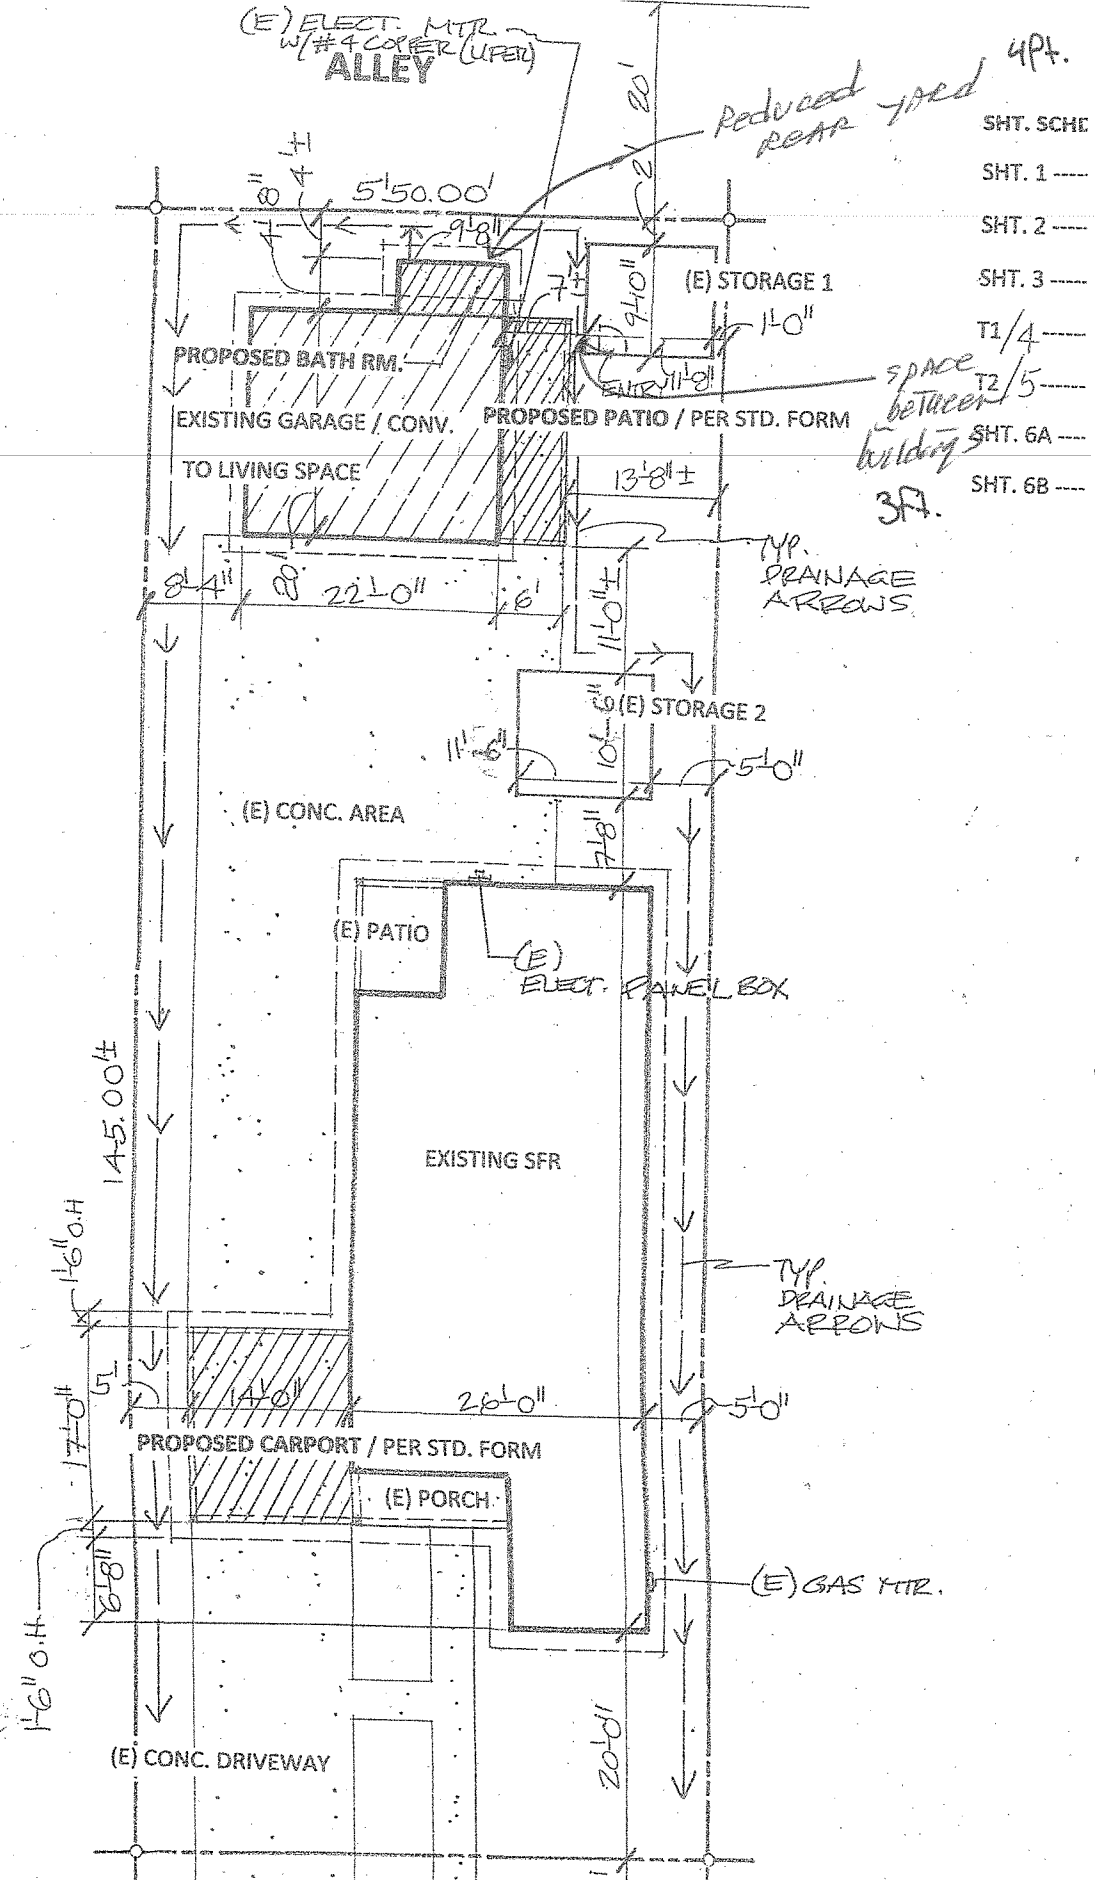 (E) ELECT. MTR.
W/#4 COPPER (UFER)
ALLEY
4Pt.
20'
Reduced
REAR YARD
SHT. SCHE
SHT. 1 -----
4'±
4'-8"
5'50.00'
2'
SHT. 2 -----
9'-8"
7'±
9'-10"
(E) STORAGE 1
SHT. 3 -----
1'-0"
T1/4 -----
PROPOSED BATH RM.
ENTRY
11'-8"
space
between
buildings
3Ft.
T2/5 -----
EXISTING GARAGE / CONV.
PROPOSED PATIO / PER STD. FORM
SHT. 6A ----
TO LIVING SPACE
13'-8"±
SHT. 6B ----
TYP.
DRAINAGE
ARROWS
8'-4"
22'-0"
6'
11'-0"±
(E) STORAGE 2
10'-6"
11'-6"
5'-0"
(E) CONC. AREA
7'-8"
(E) PATIO
(E)
ELECT. PANEL BOX
145.00'±
EXISTING SFR
1'-6" O.H
TYP.
DRAINAGE
ARROWS
5'
14'-0"
26'-0"
5'-0"
17'-0"
PROPOSED CARPORT / PER STD. FORM
(E) PORCH
6'-8"
(E) GAS MTR.
1'-6" O.H
(E) CONC. DRIVEWAY
20'-0"